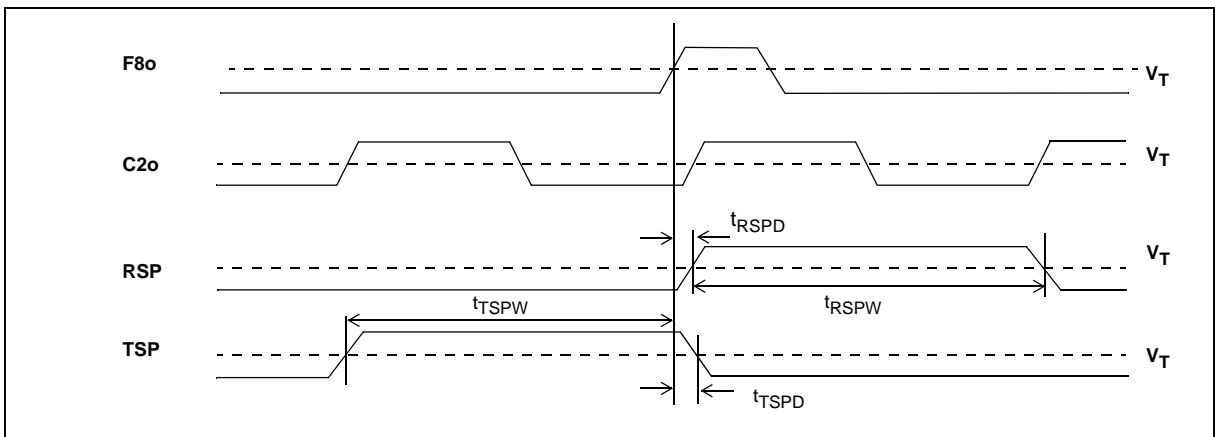 F8o
V_T
C2o
V_T
t_RSPD
RSP
V_T
t_TSPW
t_RSPW
TSP
V_T
t_TSPD